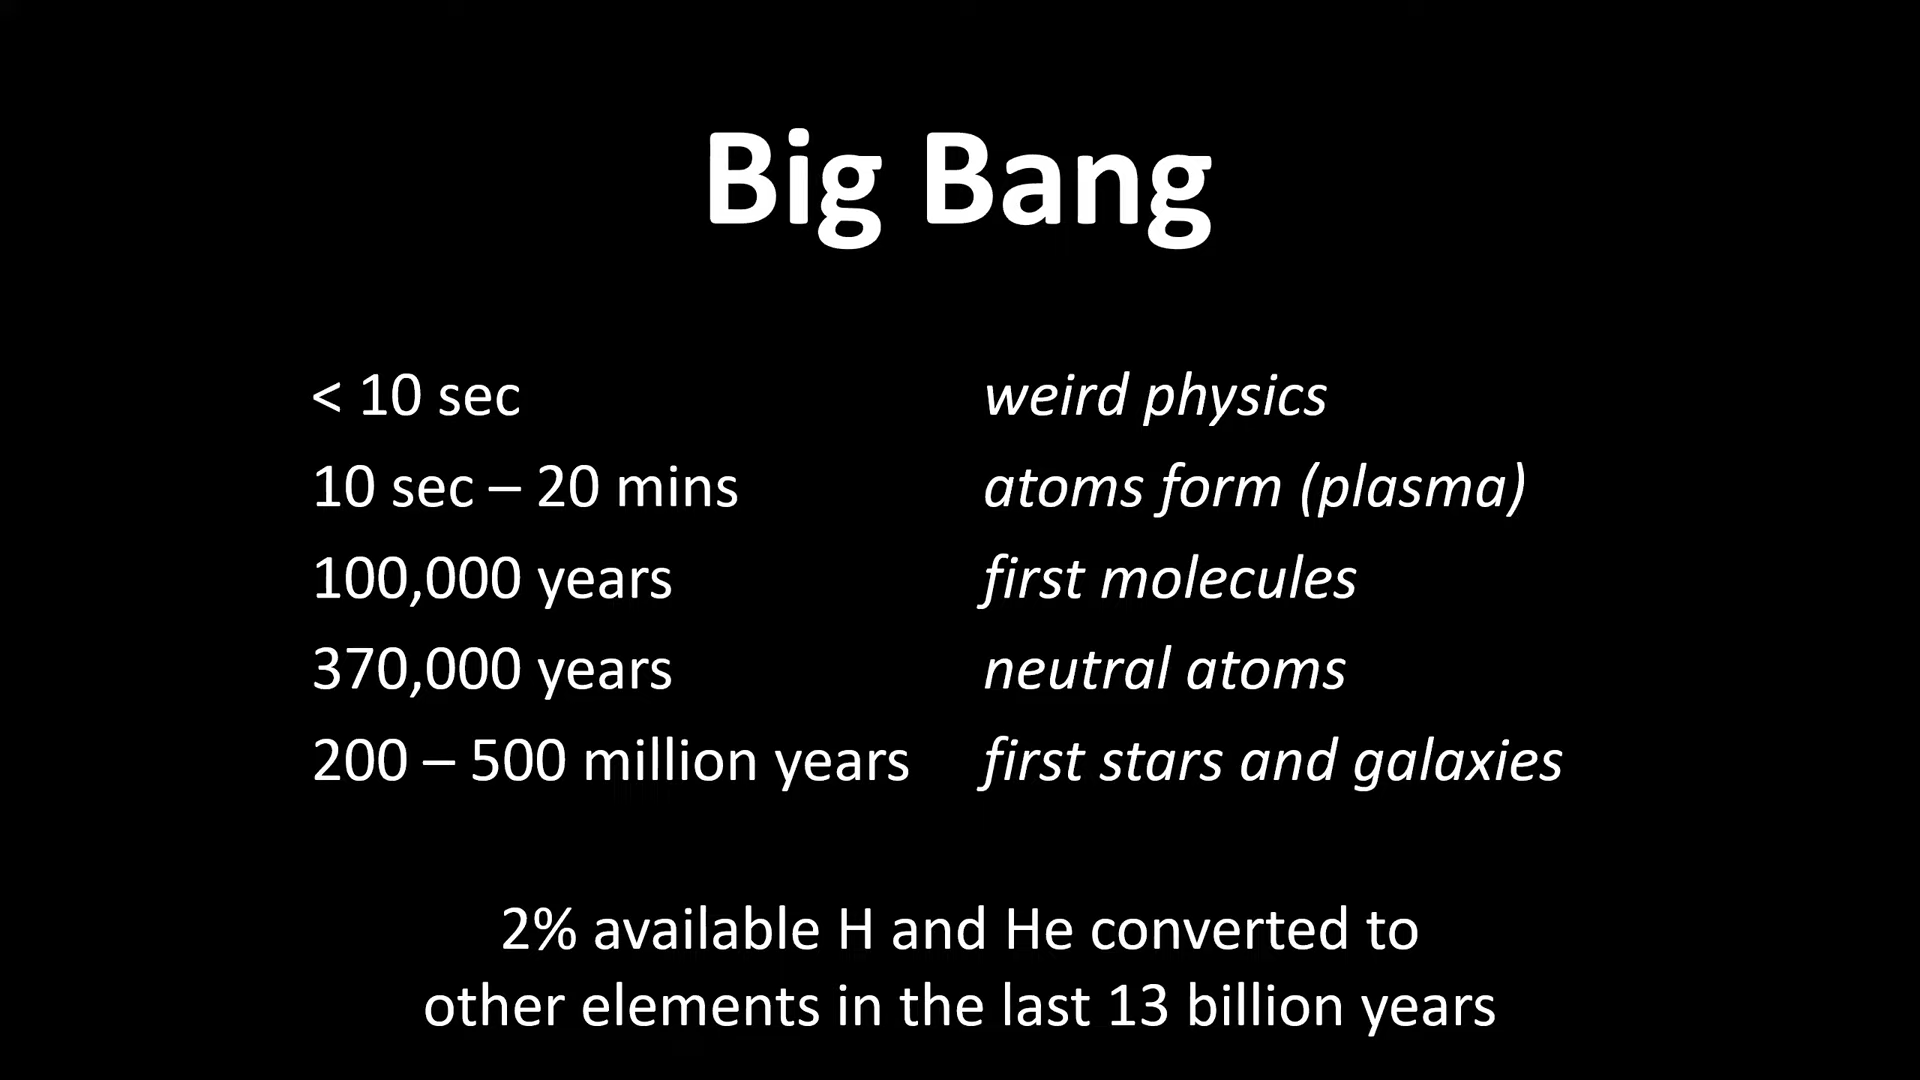 Big Bang
< 10 sec weird physics
10 sec – 20 mins atoms form (plasma)
100,000 years first molecules
370,000 years neutral atoms
200 – 500 million years first stars and galaxies
2% available H and He converted to
other elements in the last 13 billion years